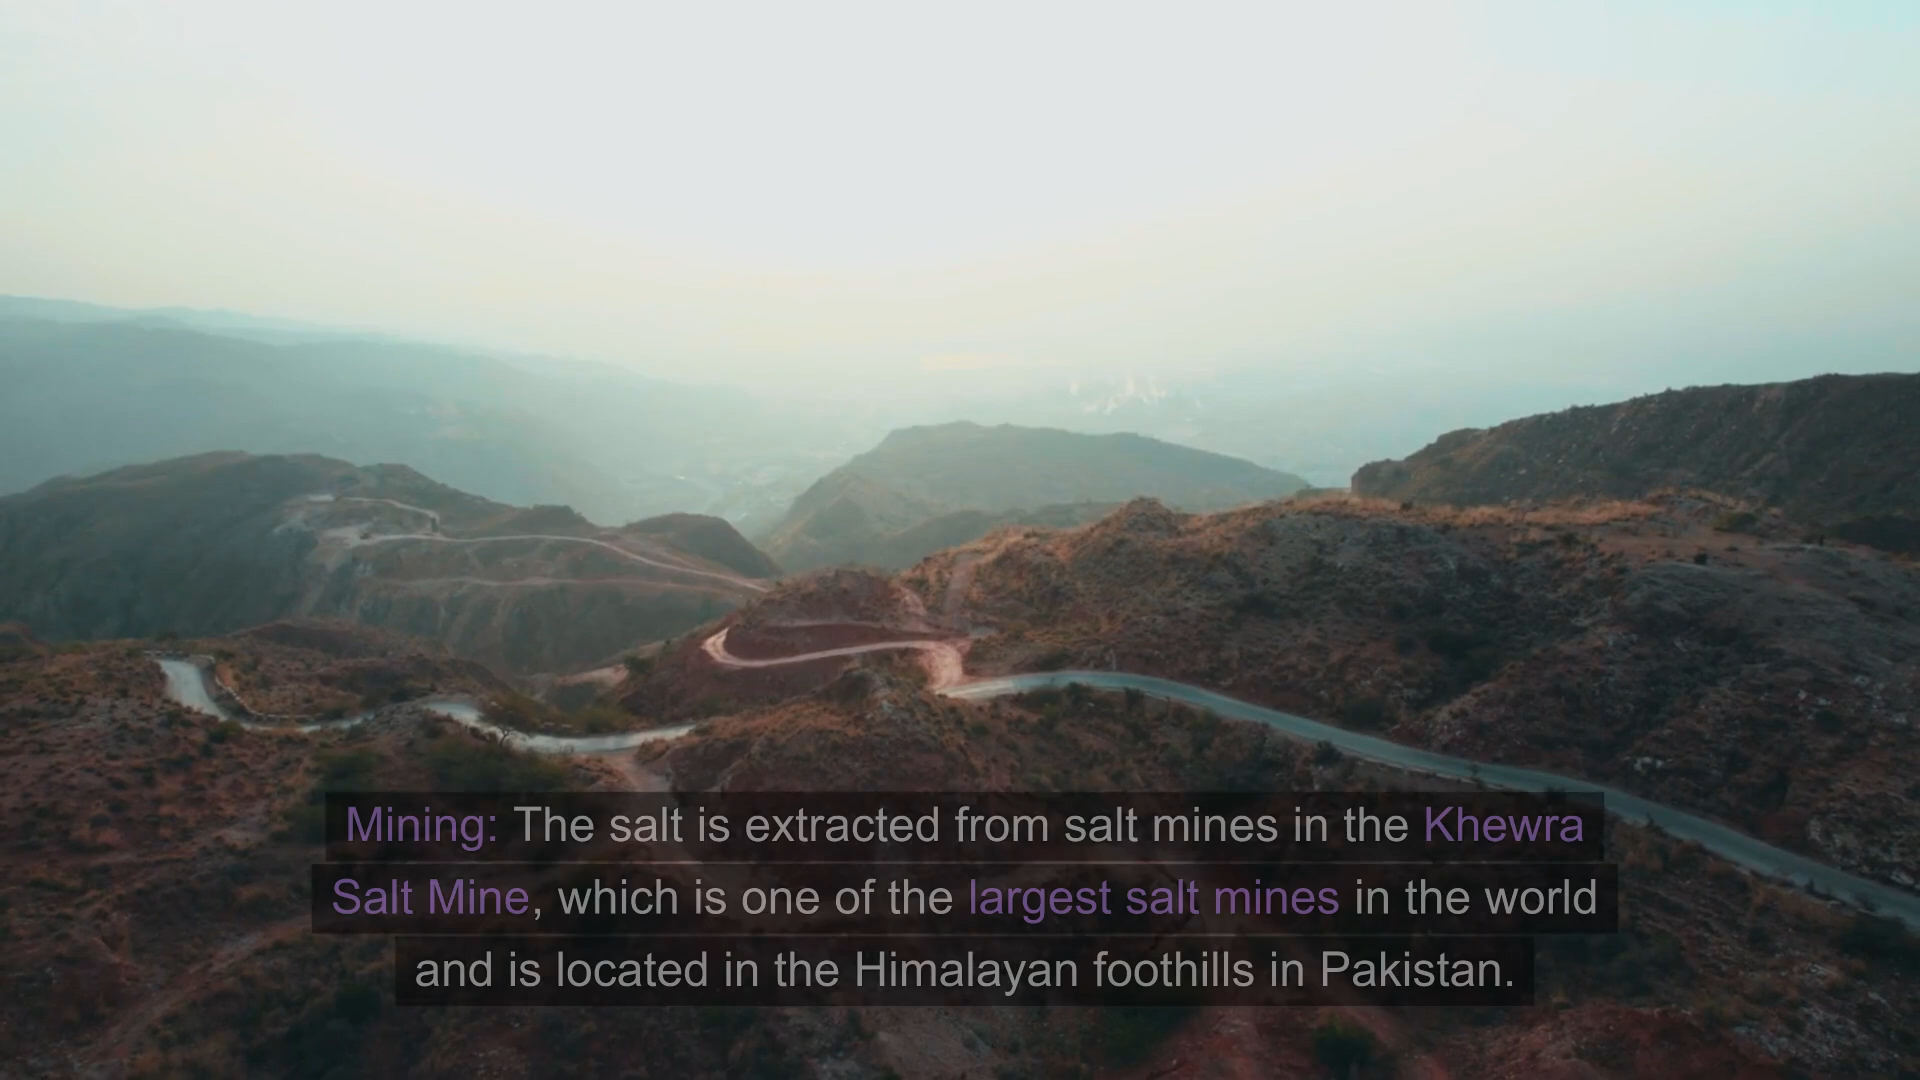 Mining: The salt is extracted from salt mines in the Khewra
Salt Mine, which is one of the largest salt mines in the world
and is located in the Himalayan foothills in Pakistan.